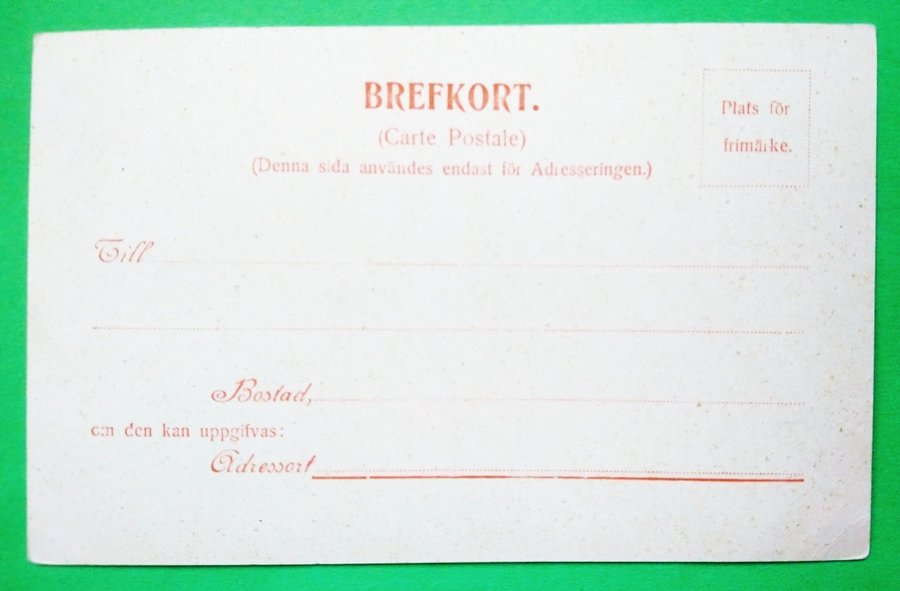 BREFKORT.
(Carte Postale)
(Denna sida användes endast för Adresseringen.)
Plats för
frimärke.
Till
Bostad,
om den kan uppgifvas:
Adressort